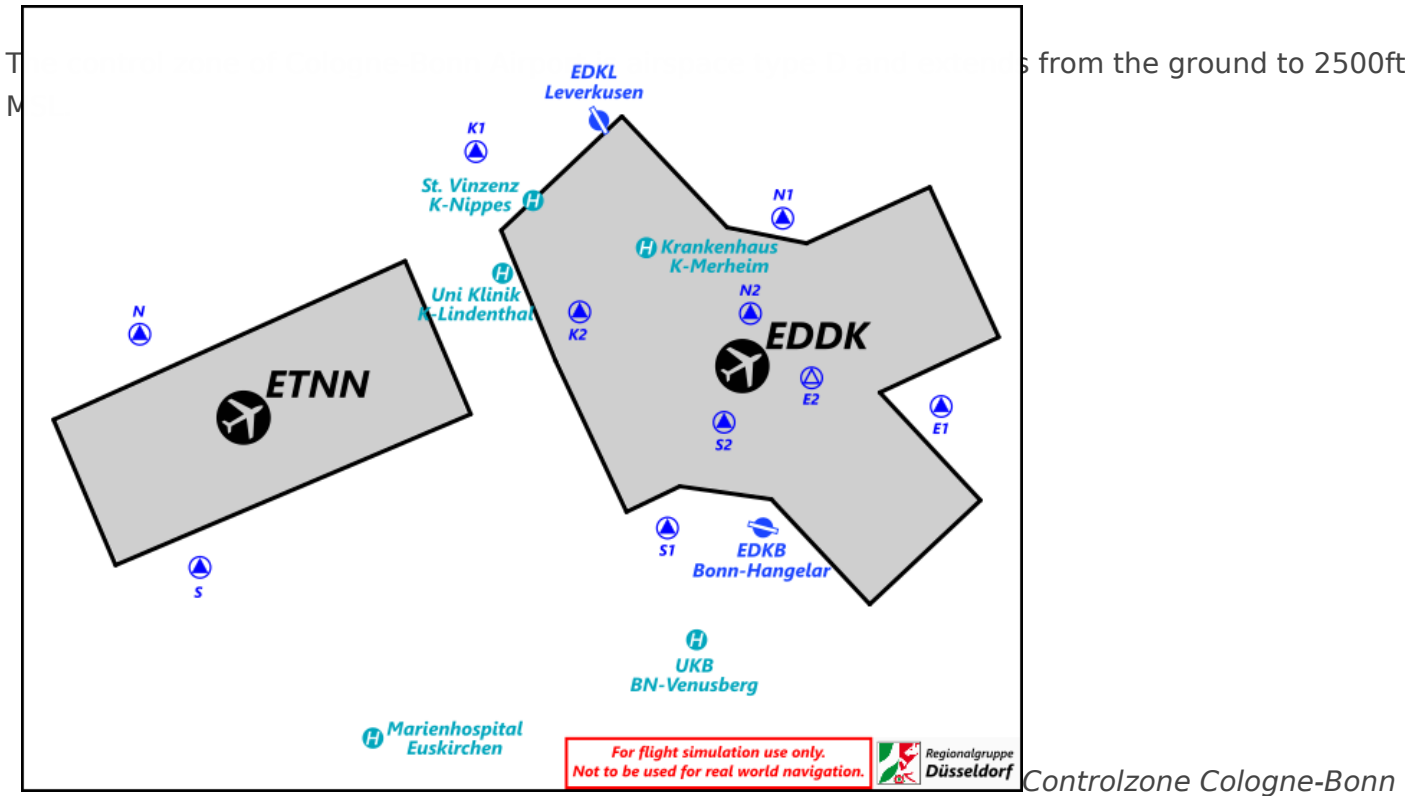 s from the ground to 2500ft
EDKL
Leverkusen
K1
St. Vinzenz
K-Nippes
N1
Krankenhaus
K-Merheim
Uni Klinik
K-Lindenthal
N
K2
N2
EDDK
ETNN
E2
E1
S2
S1
EDKB
Bonn-Hangelar
S
UKB
BN-Venusberg
Marienhospital
Euskirchen
For flight simulation use only.
Not to be used for real world navigation.
Regionalgruppe
Düsseldorf
Controlzone Cologne-Bonn